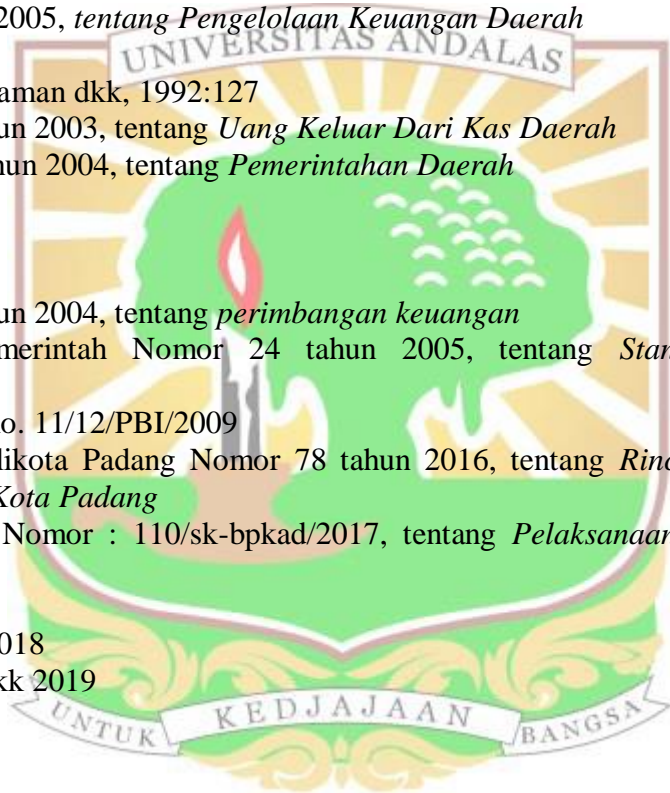 2005, tentang Pengelolaan Keuangan Daerah
UNIVERSITAS ANDALAS
aman dkk, 1992:127
un 2003, tentang Uang Keluar Dari Kas Daerah
hun 2004, tentang Pemerintahan Daerah
un 2004, tentang perimbangan keuangan
merintah Nomor 24 tahun 2005, tentang Stan
o. 11/12/PBI/2009
likota Padang Nomor 78 tahun 2016, tentang Rinc
Kota Padang
Nomor : 110/sk-bpkad/2017, tentang Pelaksanaan
018
kk 2019
UNTUK KEDJAJAAN BANGSA